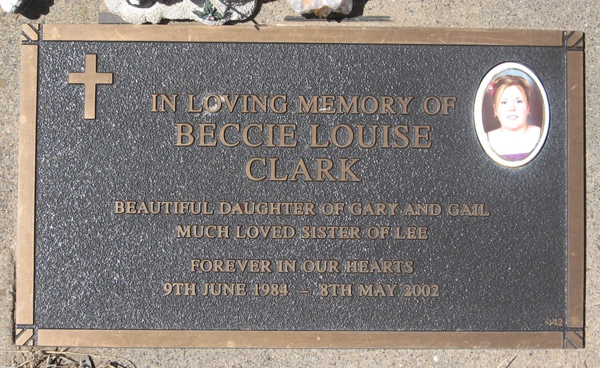 IN LOVING MEMORY OF
BECCIE LOUISE
CLARK
BEAUTIFUL DAUGHTER OF GARY AND GAIL
MUCH LOVED SISTER OF LEE
FOREVER IN OUR HEARTS
9TH JUNE 1984 – 8TH MAY 2002
442